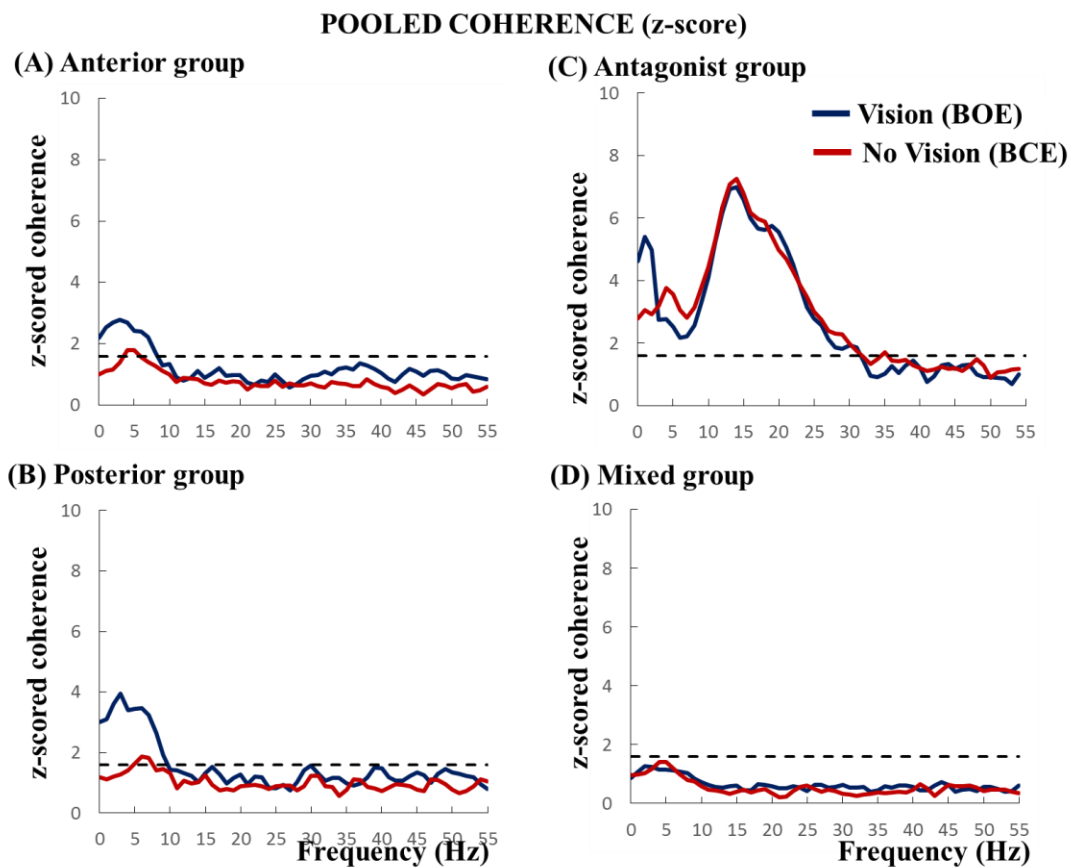 POOLED COHERENCE (z-score)
(A) Anterior group
z-scored coherence
10
8
6
4
2
0
0 5 10 15 20 25 30 35 40 45 50 55
(C) Antagonist group
z-scored coherence
10
8
6
4
2
0
0 5 10 15 20 25 30 35 40 45 50 55
Vision (BOE)
No Vision (BCE)
(B) Posterior group
z-scored coherence
10
8
6
4
2
0
0 5 10 15 20 25 30 35 40 45 50 55
Frequency (Hz)
(D) Mixed group
z-scored coherence
10
8
6
4
2
0
0 5 10 15 20 25 30 35 40 45 50 55
Frequency (Hz)